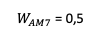 W_AM7 = 0,5